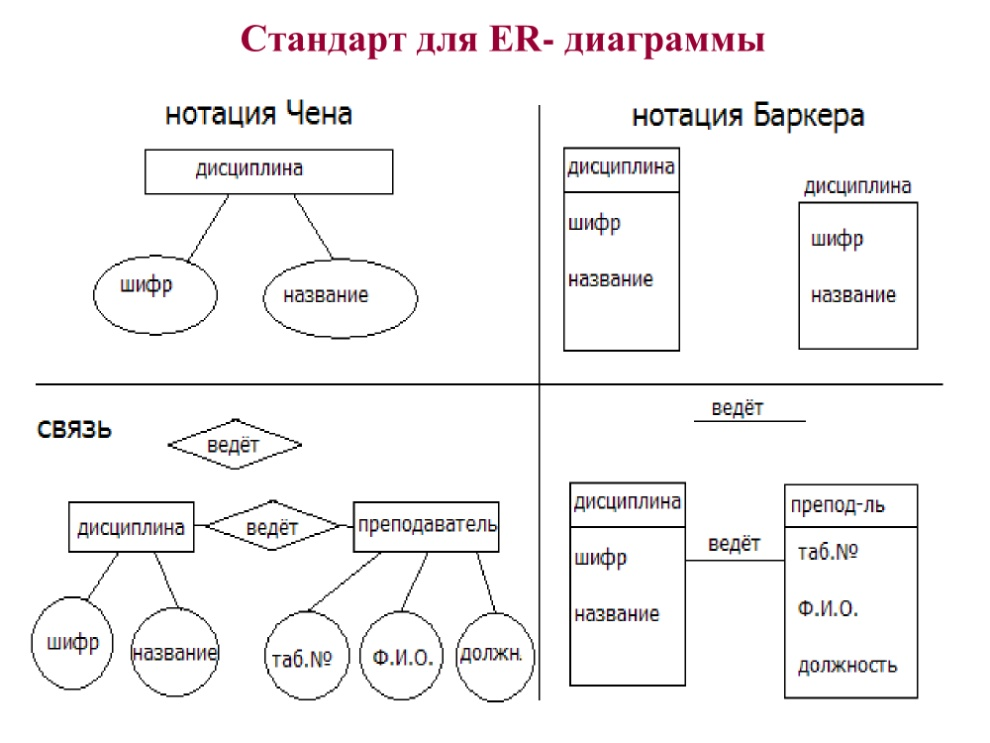 Стандарт для ER- диаграммы
нотация Чена
дисциплина
шифр
название
нотация Баркера
дисциплина
шифр
название
дисциплина
шифр
название
связь
ведёт
дисциплина
ведёт
преподаватель
шифр
название
таб.№
Ф.И.О.
должн.
ведёт
дисциплина
шифр
название
ведёт
препод-ль
таб.№
Ф.И.О.
должность